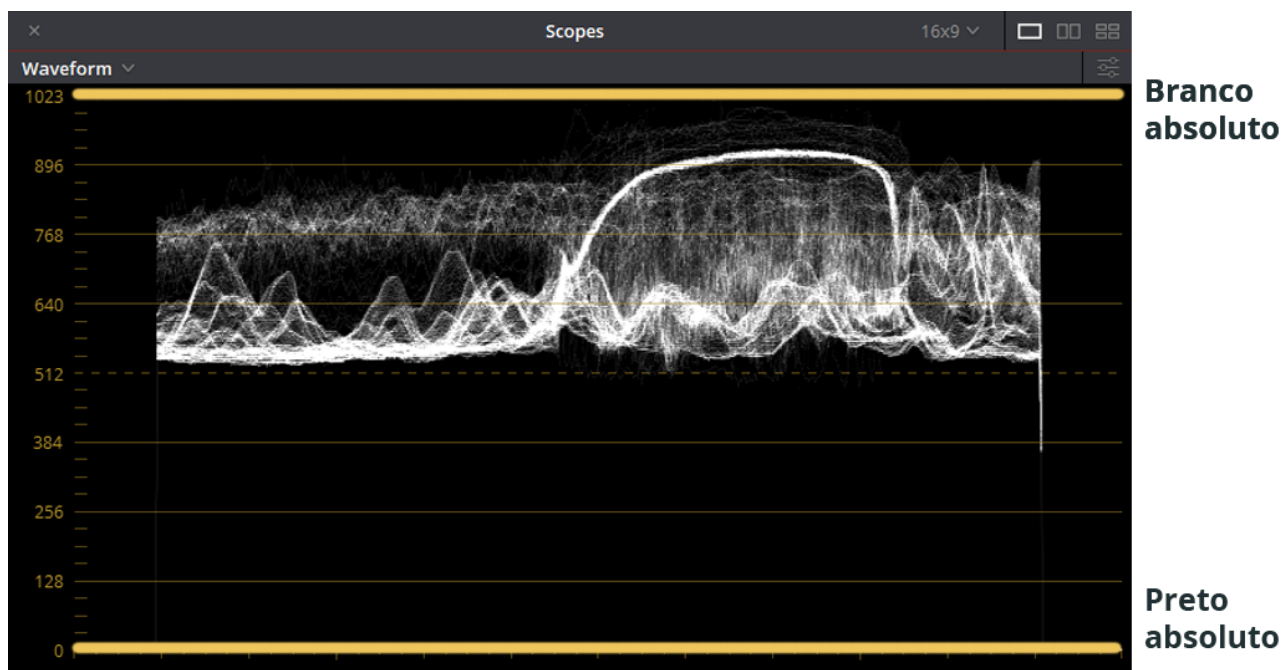 Scopes
16x9
Waveform
1023
896
768
640
512
384
256
128
0
Branco
absoluto
Preto
absoluto